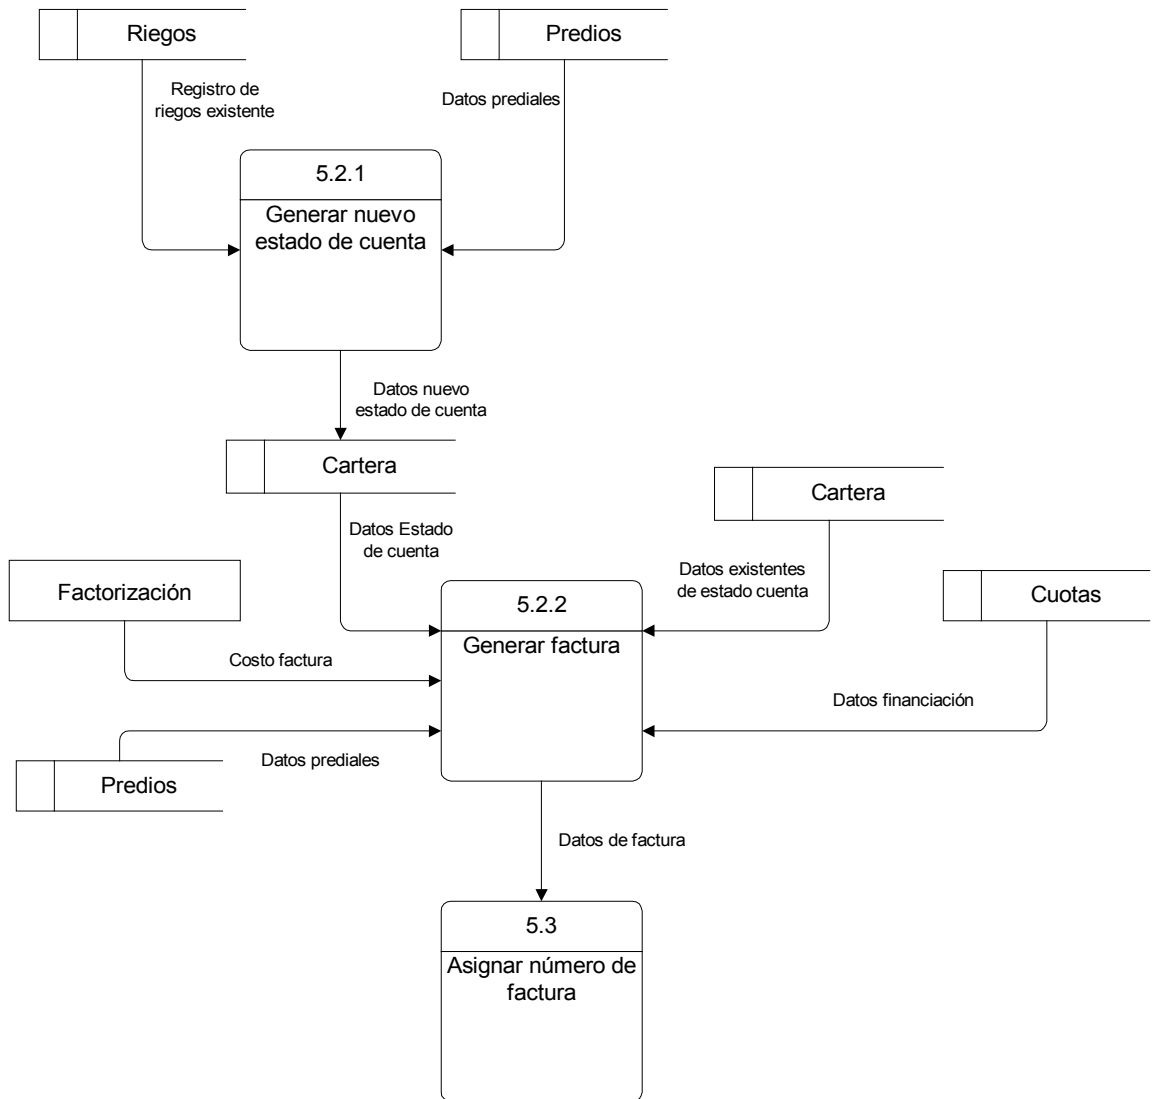 Riegos
Predios
Registro de
riegos existente
Datos prediales
5.2.1
Generar nuevo
estado de cuenta
Datos nuevo
estado de cuenta
Cartera
Cartera
Datos Estado
de cuenta
Datos existentes
de estado cuenta
Factorización
5.2.2
Cuotas
Generar factura
Costo factura
Datos financiación
Datos prediales
Predios
Datos de factura
5.3
Asignar número de
factura